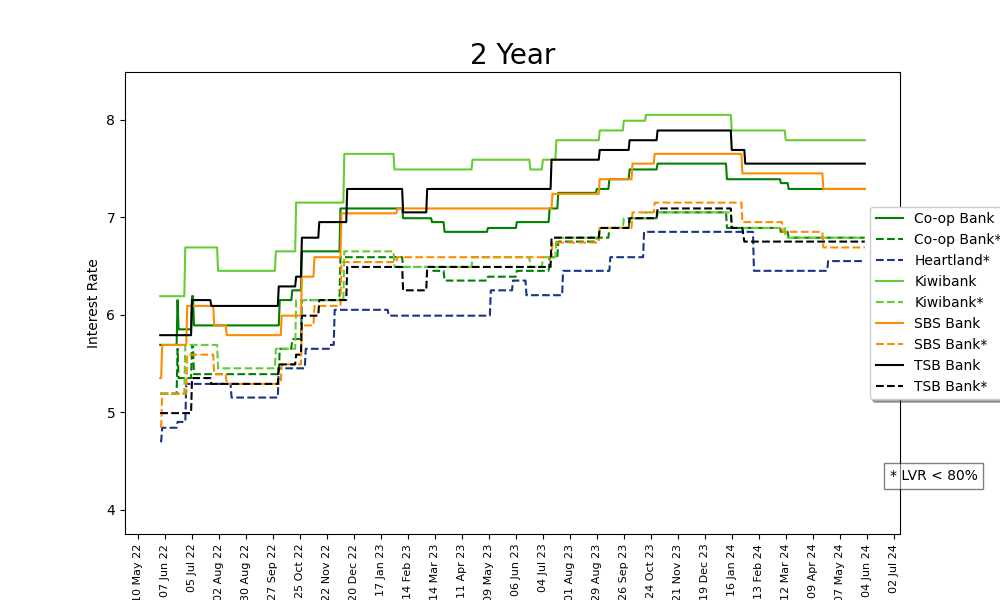 2 Year
Interest Rate
8
7
6
5
4
10 May 22
07 Jun 22
05 Jul 22
02 Aug 22
30 Aug 22
27 Sep 22
25 Oct 22
22 Nov 22
20 Dec 22
17 Jan 23
14 Feb 23
14 Mar 23
11 Apr 23
09 May 23
06 Jun 23
04 Jul 23
01 Aug 23
29 Aug 23
26 Sep 23
24 Oct 23
21 Nov 23
19 Dec 23
16 Jan 24
13 Feb 24
12 Mar 24
09 Apr 24
07 May 24
04 Jun 24
02 Jul 24
Co-op Bank
Co-op Bank*
Heartland*
Kiwibank
Kiwibank*
SBS Bank
SBS Bank*
TSB Bank
TSB Bank*
* LVR < 80%